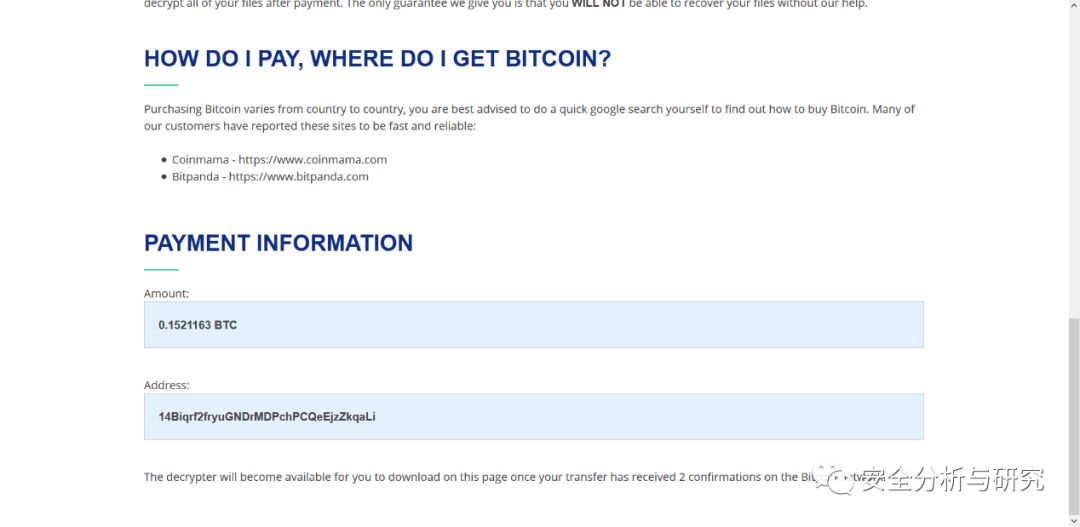 decrypt all of your files after payment. The only guarantee we give you is that you WILL NOT be able to recover your files without our help.
HOW DO I PAY, WHERE DO I GET BITCOIN?
Purchasing Bitcoin varies from country to country, you are best advised to do a quick google search yourself to find out how to buy Bitcoin. Many of
our customers have reported these sites to be fast and reliable:
• Coinmama - https://www.coinmama.com
• Bitpanda - https://www.bitpanda.com
PAYMENT INFORMATION
Amount:
0.1521163 BTC
Address:
14Biqrf2fryuGNDrMDPchPCQeEjzZkqaLi
The decrypter will become available for you to download on this page once your transfer has received 2 confirmations on the
安全分析与研究